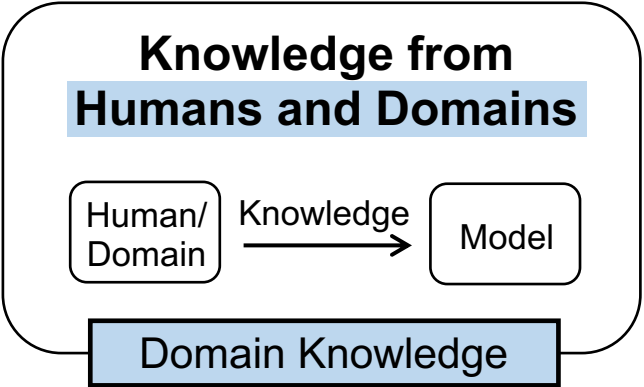 Knowledge from
Humans and Domains
Human/
Domain
Knowledge
Model
Domain Knowledge